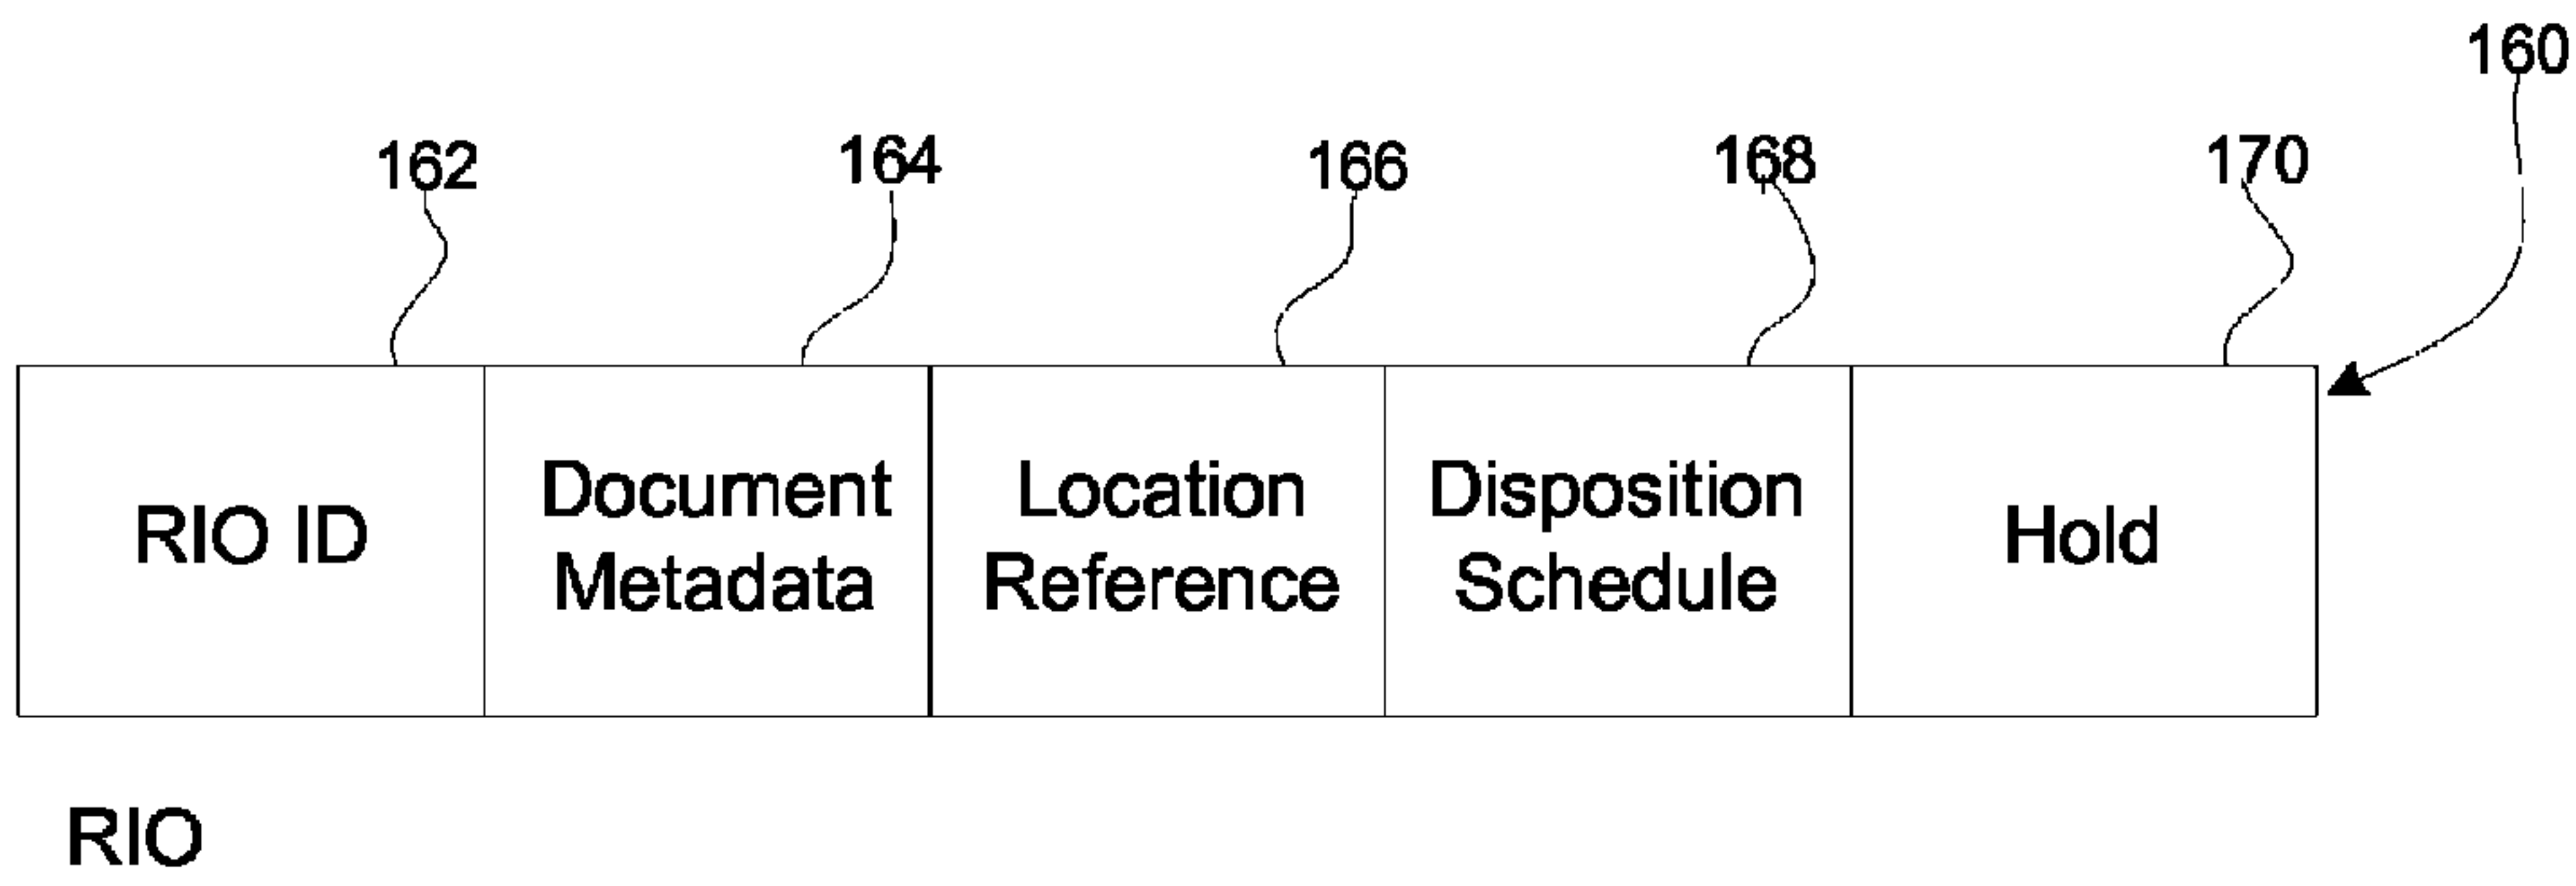 160
162 164 166 168 170
RIO ID
Document
Metadata
Location
Reference
Disposition
Schedule
Hold
RIO